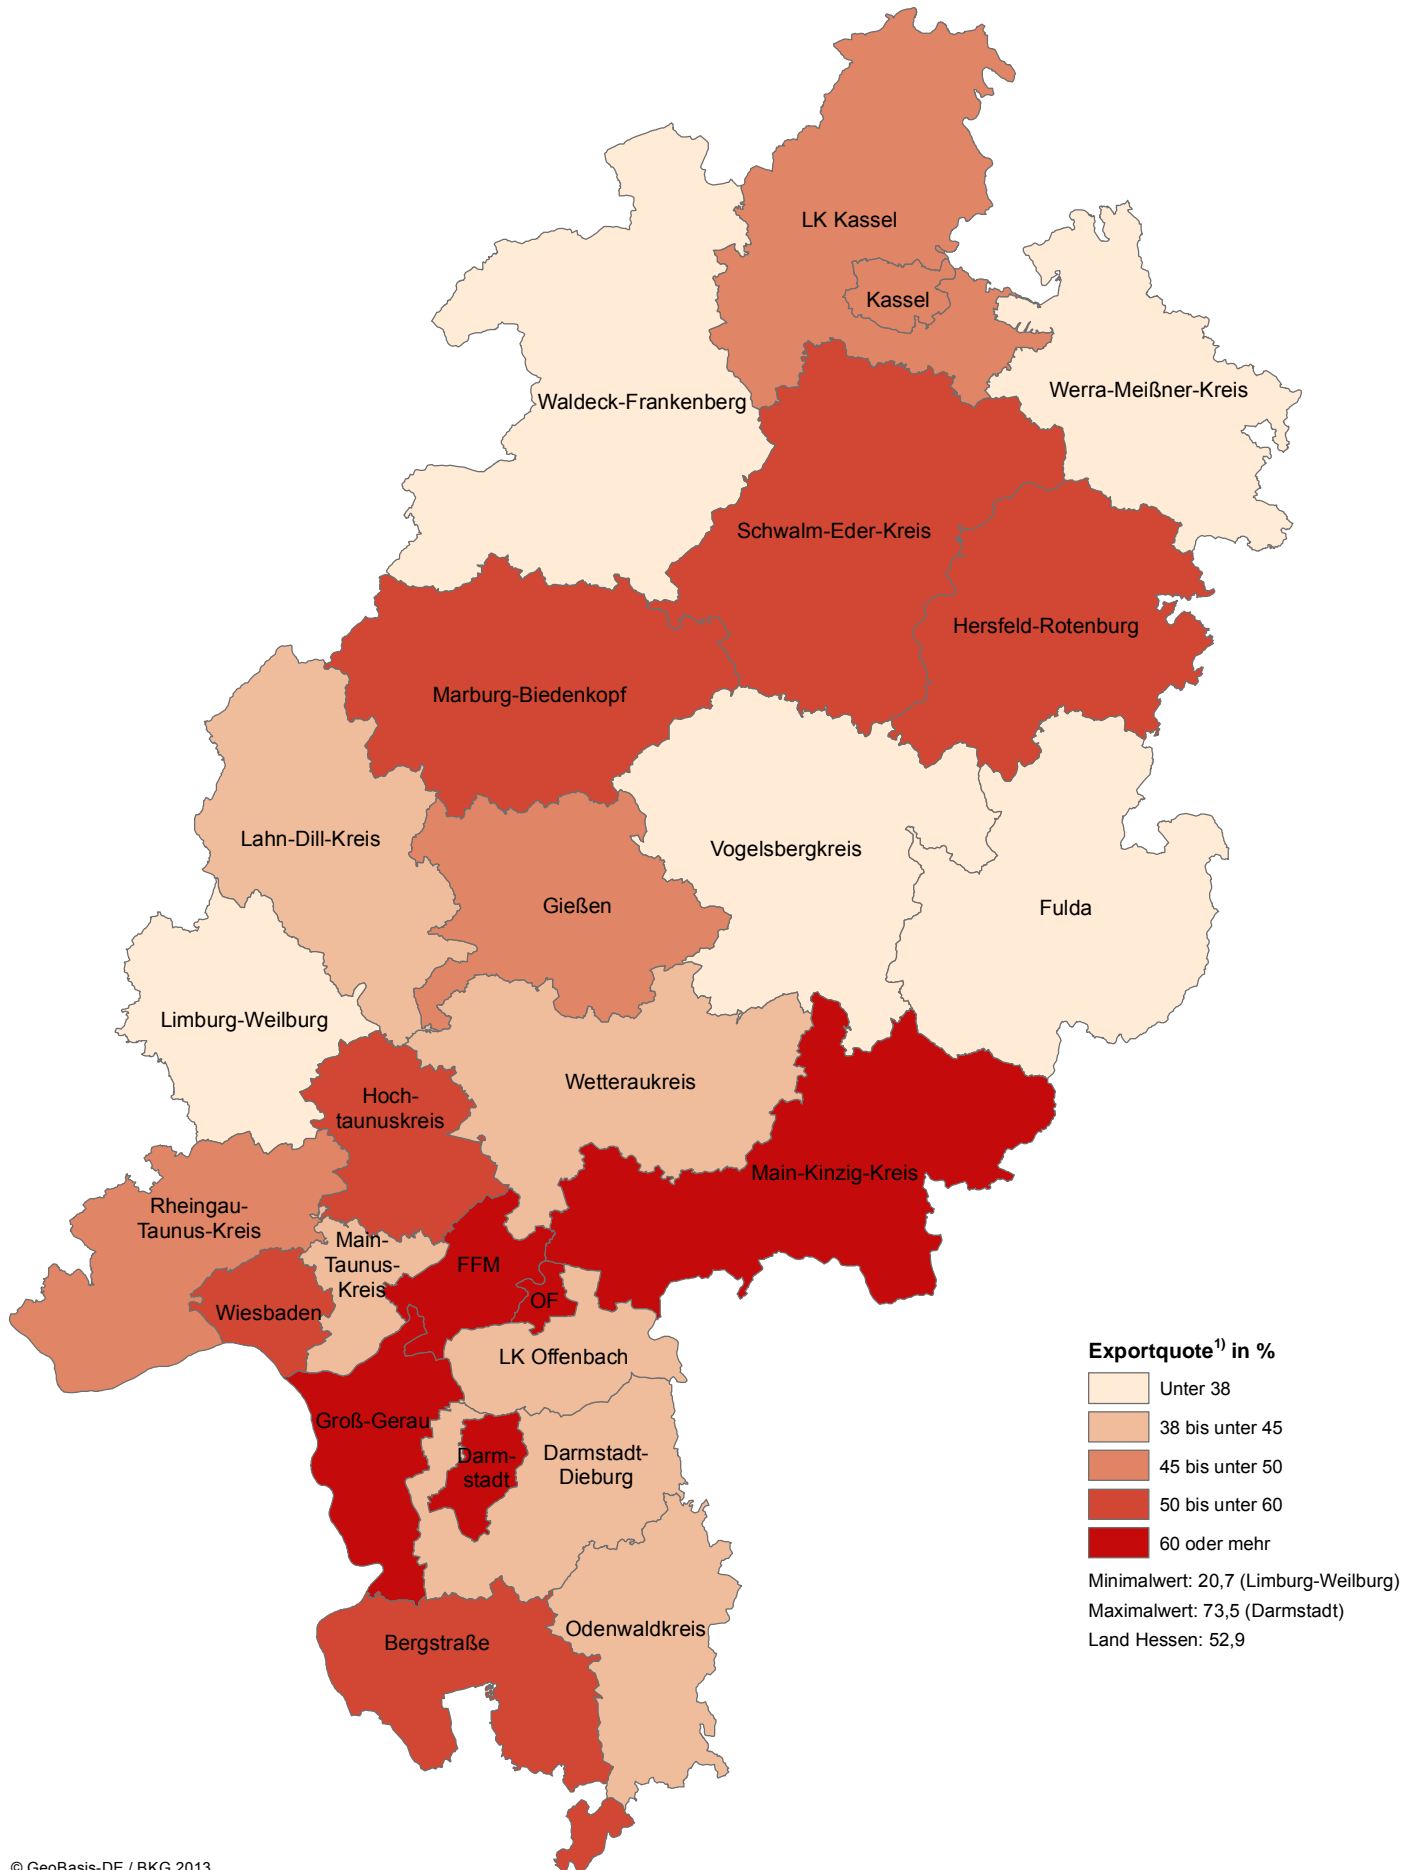 LK Kassel
Kassel
Werra-Meißner-Kreis
Waldeck-Frankenberg
Schwalm-Eder-Kreis
Hersfeld-Rotenburg
Marburg-Biedenkopf
Lahn-Dill-Kreis
Vogelsbergkreis
Gießen
Fulda
Limburg-Weilburg
Wetteraukreis
Hoch-
taunuskreis
Main-Kinzig-Kreis
Rheingau-
Taunus-Kreis
Main-
Taunus-
Kreis
FFM
OF
Wiesbaden
LK Offenbach
Groß-Gerau
Darm-
stadt
Darmstadt-
Dieburg
Odenwaldkreis
Bergstraße
Exportquote1) in %
Unter 38
38 bis unter 45
45 bis unter 50
50 bis unter 60
60 oder mehr
Minimalwert: 20,7 (Limburg-Weilburg)
Maximalwert: 73,5 (Darmstadt)
Land Hessen: 52,9
© GeoBasis-DE / BKG 2013